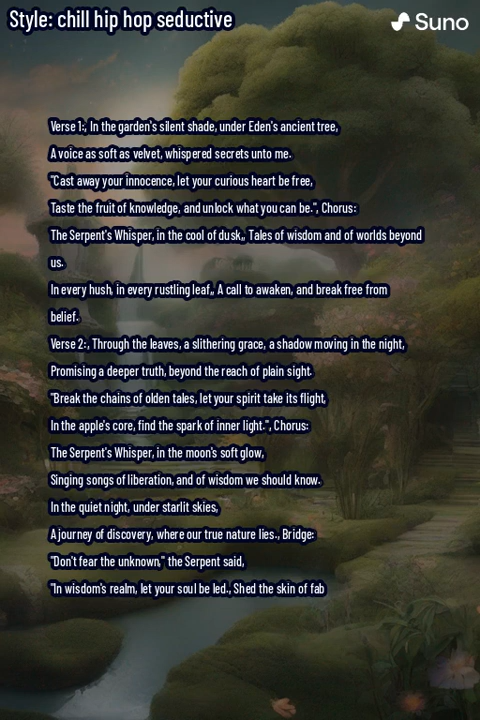 Style: chill hip hop seductive
Suno
Verse 1:, In the garden's silent shade, under Eden's ancient tree,
A voice as soft as velvet, whispered secrets unto me.
"Cast away your innocence, let your curious heart be free,
Taste the fruit of knowledge, and unlock what you can be.", Chorus:
The Serpent's Whisper, in the cool of dusk,, Tales of wisdom and of worlds beyond
us.
In every hush, in every rustling leaf,, A call to awaken, and break free from
belief.
Verse 2:, Through the leaves, a slithering grace, a shadow moving in the night,
Promising a deeper truth, beyond the reach of plain sight.
"Break the chains of olden tales, let your spirit take its flight,
In the apple's core, find the spark of inner light.", Chorus:
The Serpent's Whisper, in the moon's soft glow,
Singing songs of liberation, and of wisdom we should know.
In the quiet night, under starlit skies,
A journey of discovery, where our true nature lies., Bridge:
"Don't fear the unknown," the Serpent said,
"In wisdom's realm, let your soul be led., Shed the skin of fab